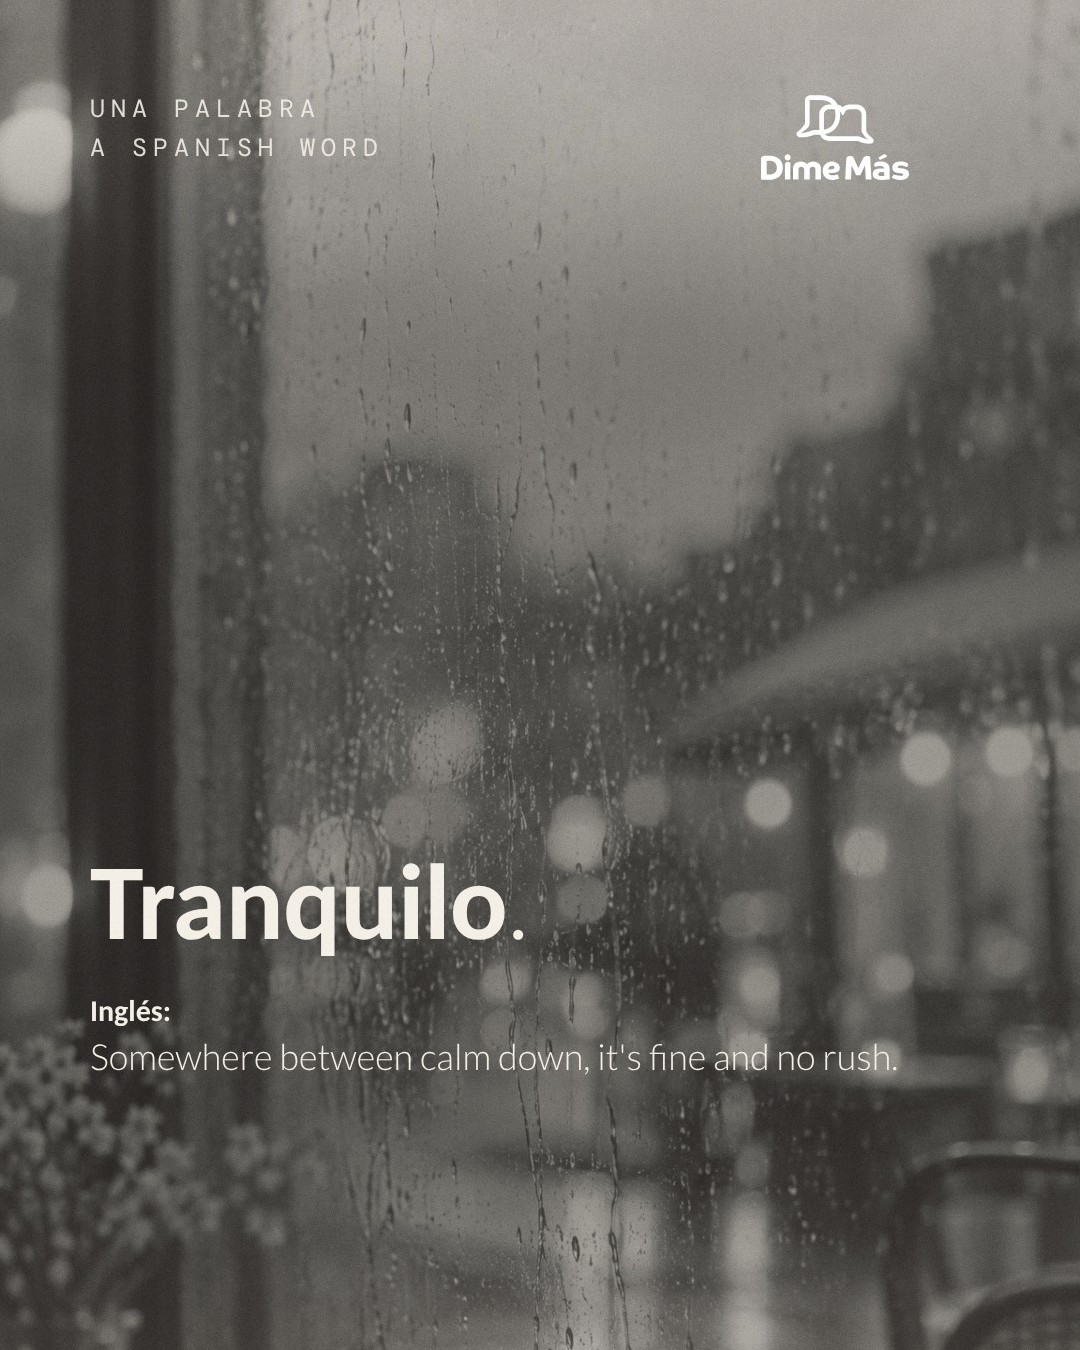 UNA PALABRA
A SPANISH WORD
Dime Más
Tranquilo.
Inglés:
Somewhere between calm down, it's fine and no rush.